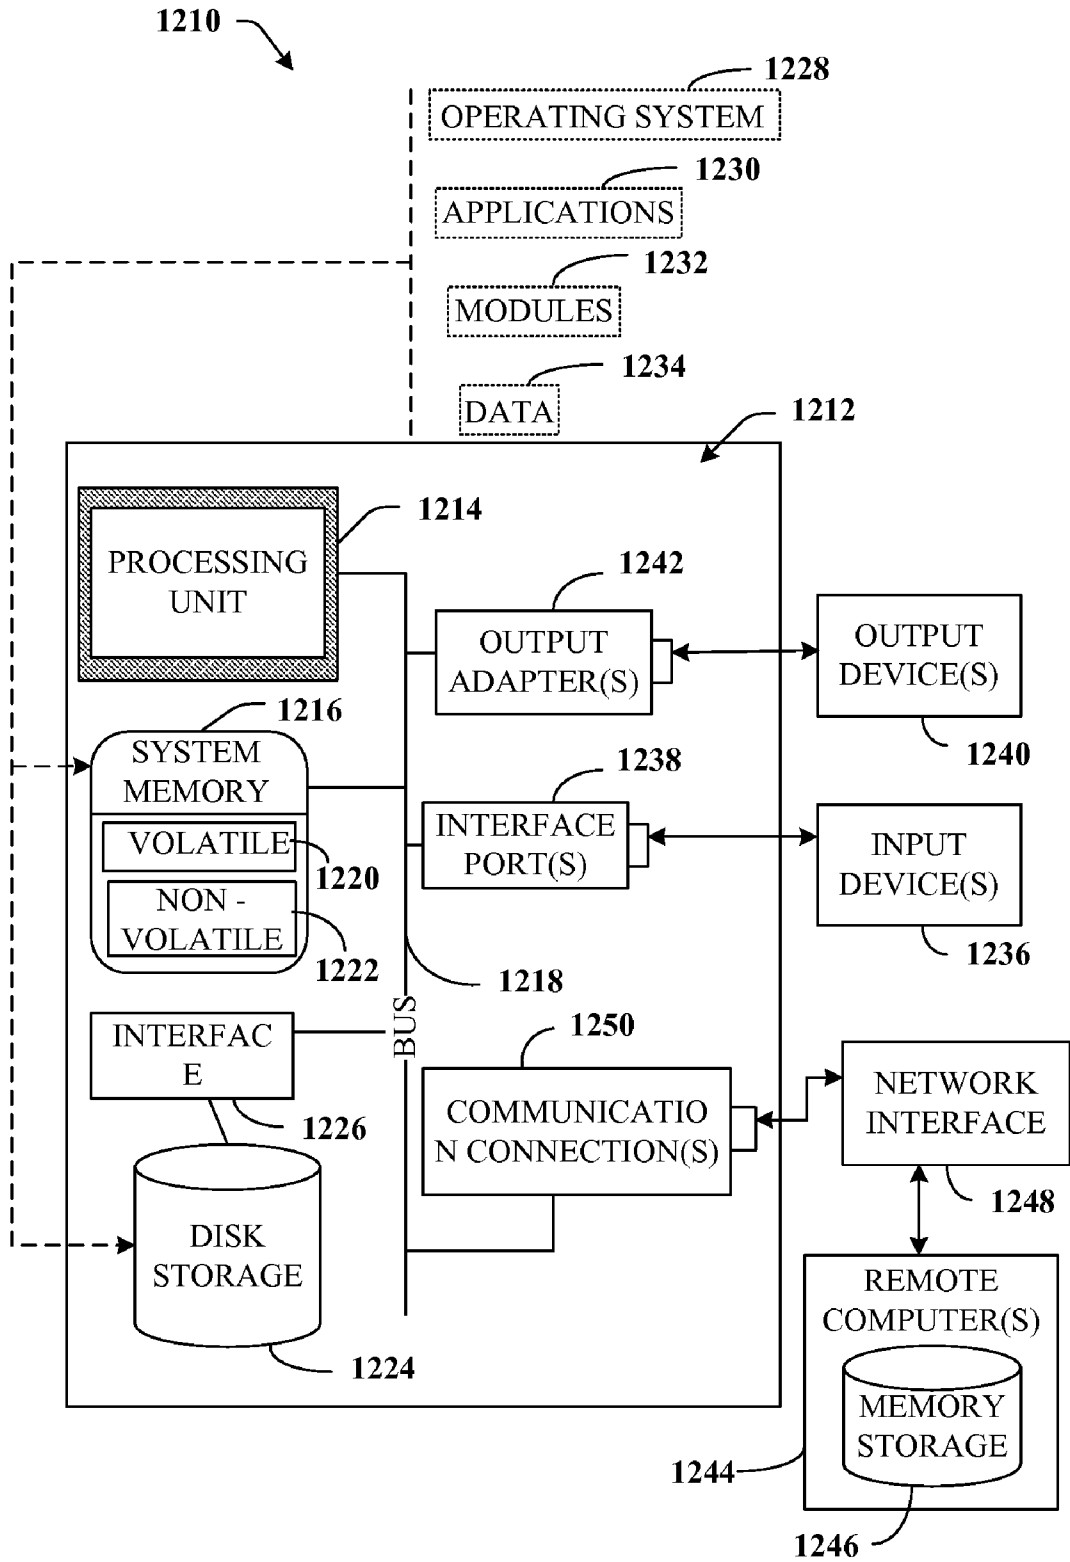 1210
1228
OPERATING SYSTEM
1230
APPLICATIONS
1232
MODULES
1234
DATA
1212
1214
PROCESSING
UNIT
1242
OUTPUT
ADAPTER(S)
OUTPUT
DEVICE(S)
1240
1216
SYSTEM
MEMORY
VOLATILE
1220
NON -
VOLATILE
1222
1238
INTERFACE
PORT(S)
INPUT
DEVICE(S)
1236
1218
BUS
INTERFAC
E
1226
1250
COMMUNICATIO
N CONNECTION(S)
NETWORK
INTERFACE
1248
DISK
STORAGE
1224
REMOTE
COMPUTER(S)
MEMORY
STORAGE
1244
1246